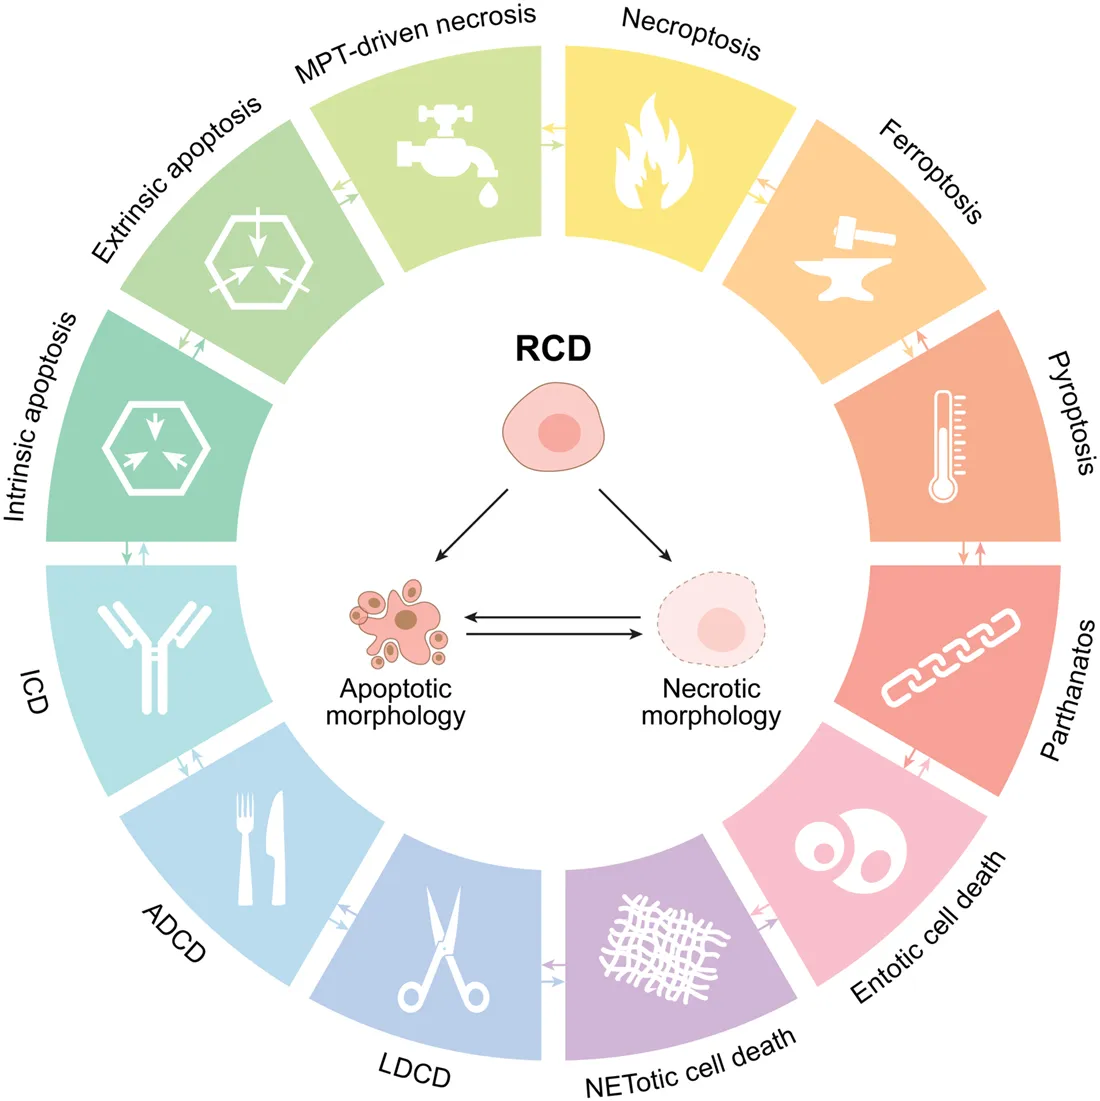 MPT-driven necrosis
Necroptosis
Ferroptosis
Pyroptosis
Parthanatos
Entotic cell death
NETotic cell death
LDCD
ADCD
ICD
Intrinsic apoptosis
Extrinsic apoptosis
RCD
Apoptotic
morphology
Necrotic
morphology